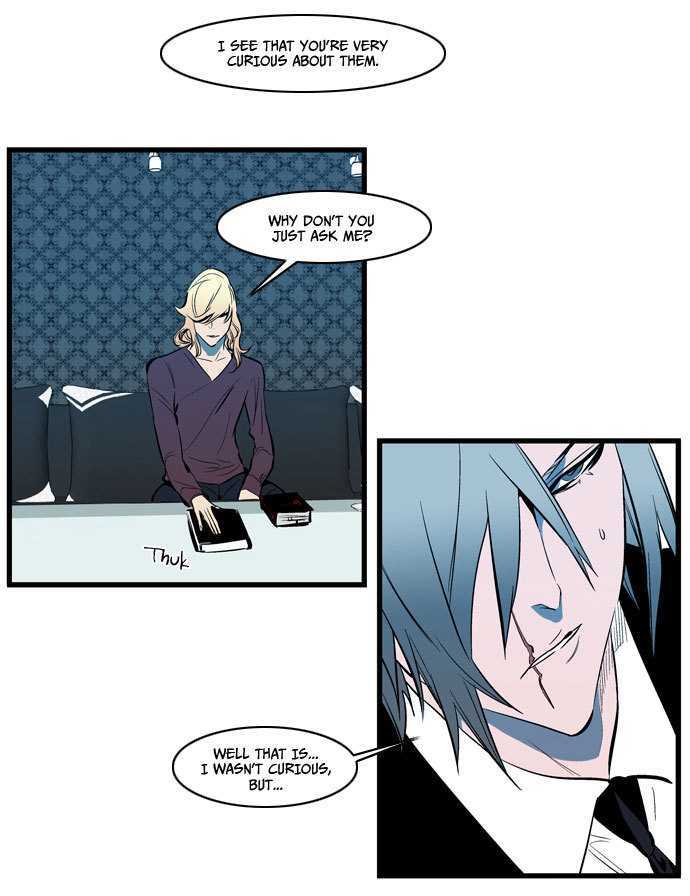 I SEE THAT YOU'RE VERY
CURIOUS ABOUT THEM.
WHY DON'T YOU
JUST ASK ME?
THUK
WELL THAT IS...
I WASN'T CURIOUS,
BUT...